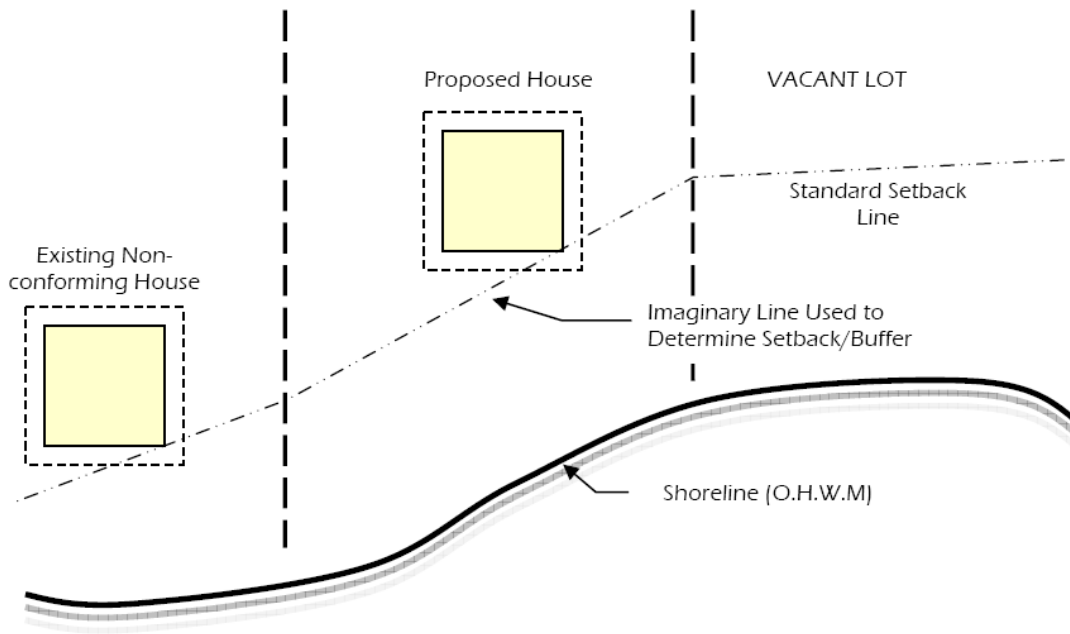 Proposed House
VACANT LOT
Standard Setback
Line
Existing Non-
conforming House
Imaginary Line Used to
Determine Setback/Buffer
Shoreline (O.H.W.M)